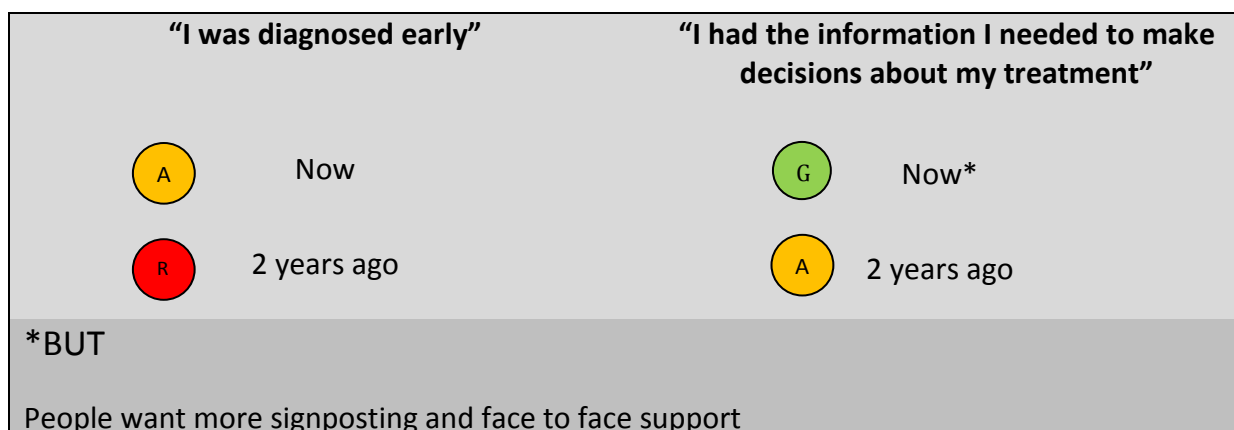 “I was diagnosed early”
A Now
R 2 years ago
“I had the information I needed to make
decisions about my treatment”
G Now*
A 2 years ago
*BUT
People want more signposting and face to face support